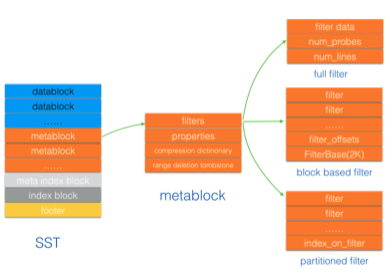 datablock
datablock
......
metablock
metablock
......
meta index block
index block
footer
SST
filters
properties
compression dictrionary
range deletion tombstone
metablock
filter data
num_probes
num_lines
full filter
filter
filter
......
filter_offsets
FilterBase(2K)
block based filter
filter
filter
......
index_on_filter
partitioned filter